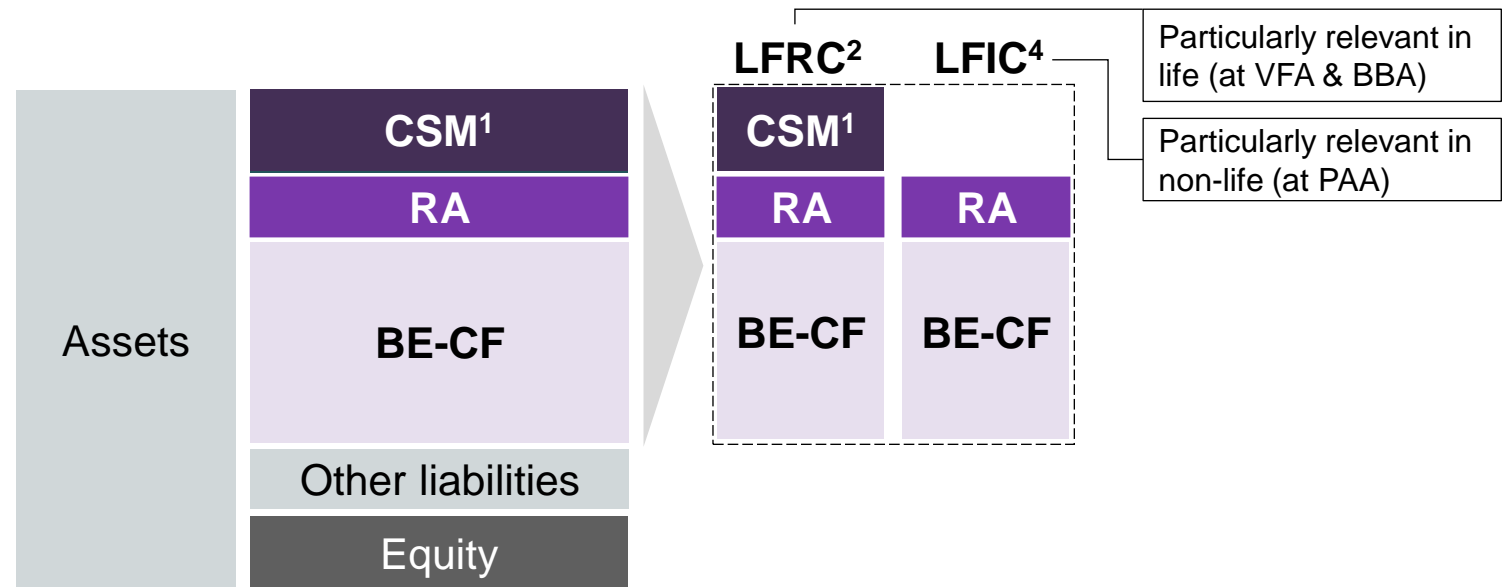 LFRC²
LFIC⁴
Particularly relevant in
life (at VFA & BBA)
Particularly relevant in
non-life (at PAA)
Assets
CSM¹
RA
BE-CF
Other liabilities
Equity
CSM¹
RA
RA
BE-CF
BE-CF